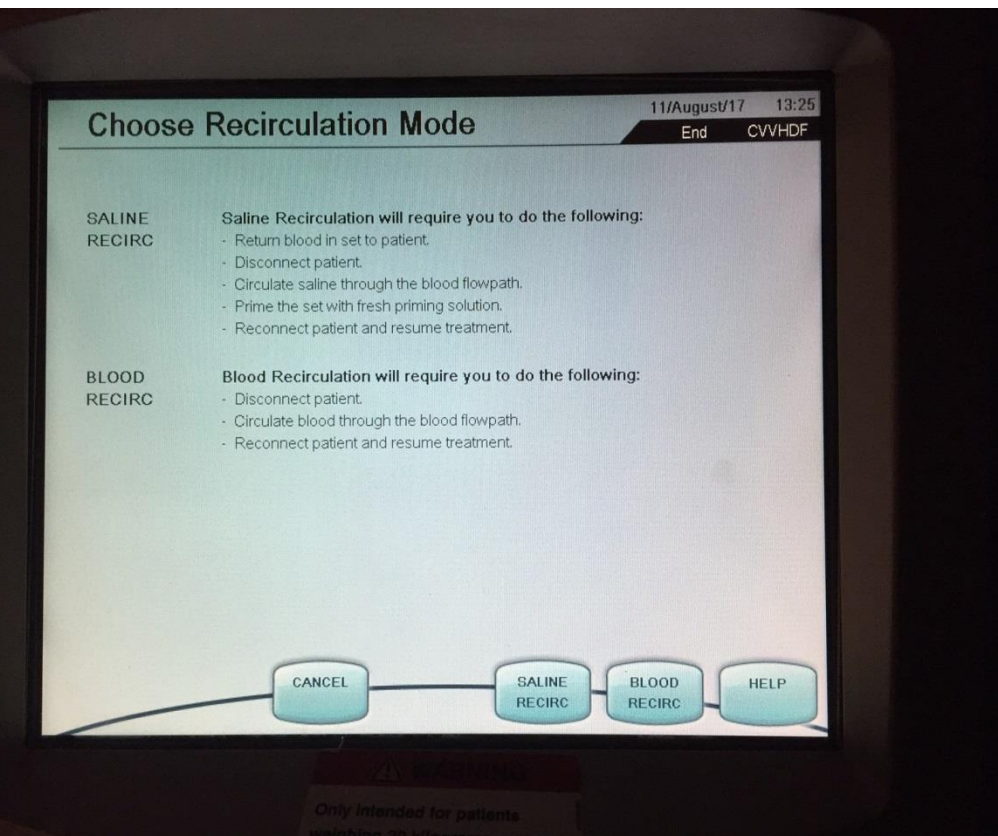 Choose Recirculation Mode
11/August/17 13:25
End CVVHDF
SALINE RECIRC
Saline Recirculation will require you to do the following:
- Return blood in set to patient.
- Disconnect patient.
- Circulate saline through the blood flowpath.
- Prime the set with fresh priming solution.
- Reconnect patient and resume treatment.
BLOOD RECIRC
Blood Recirculation will require you to do the following:
- Disconnect patient.
- Circulate blood through the blood flowpath.
- Reconnect patient and resume treatment.
CANCEL
SALINE
RECIRC
BLOOD
RECIRC
HELP
WARNING
Only Intended for patients
weighing